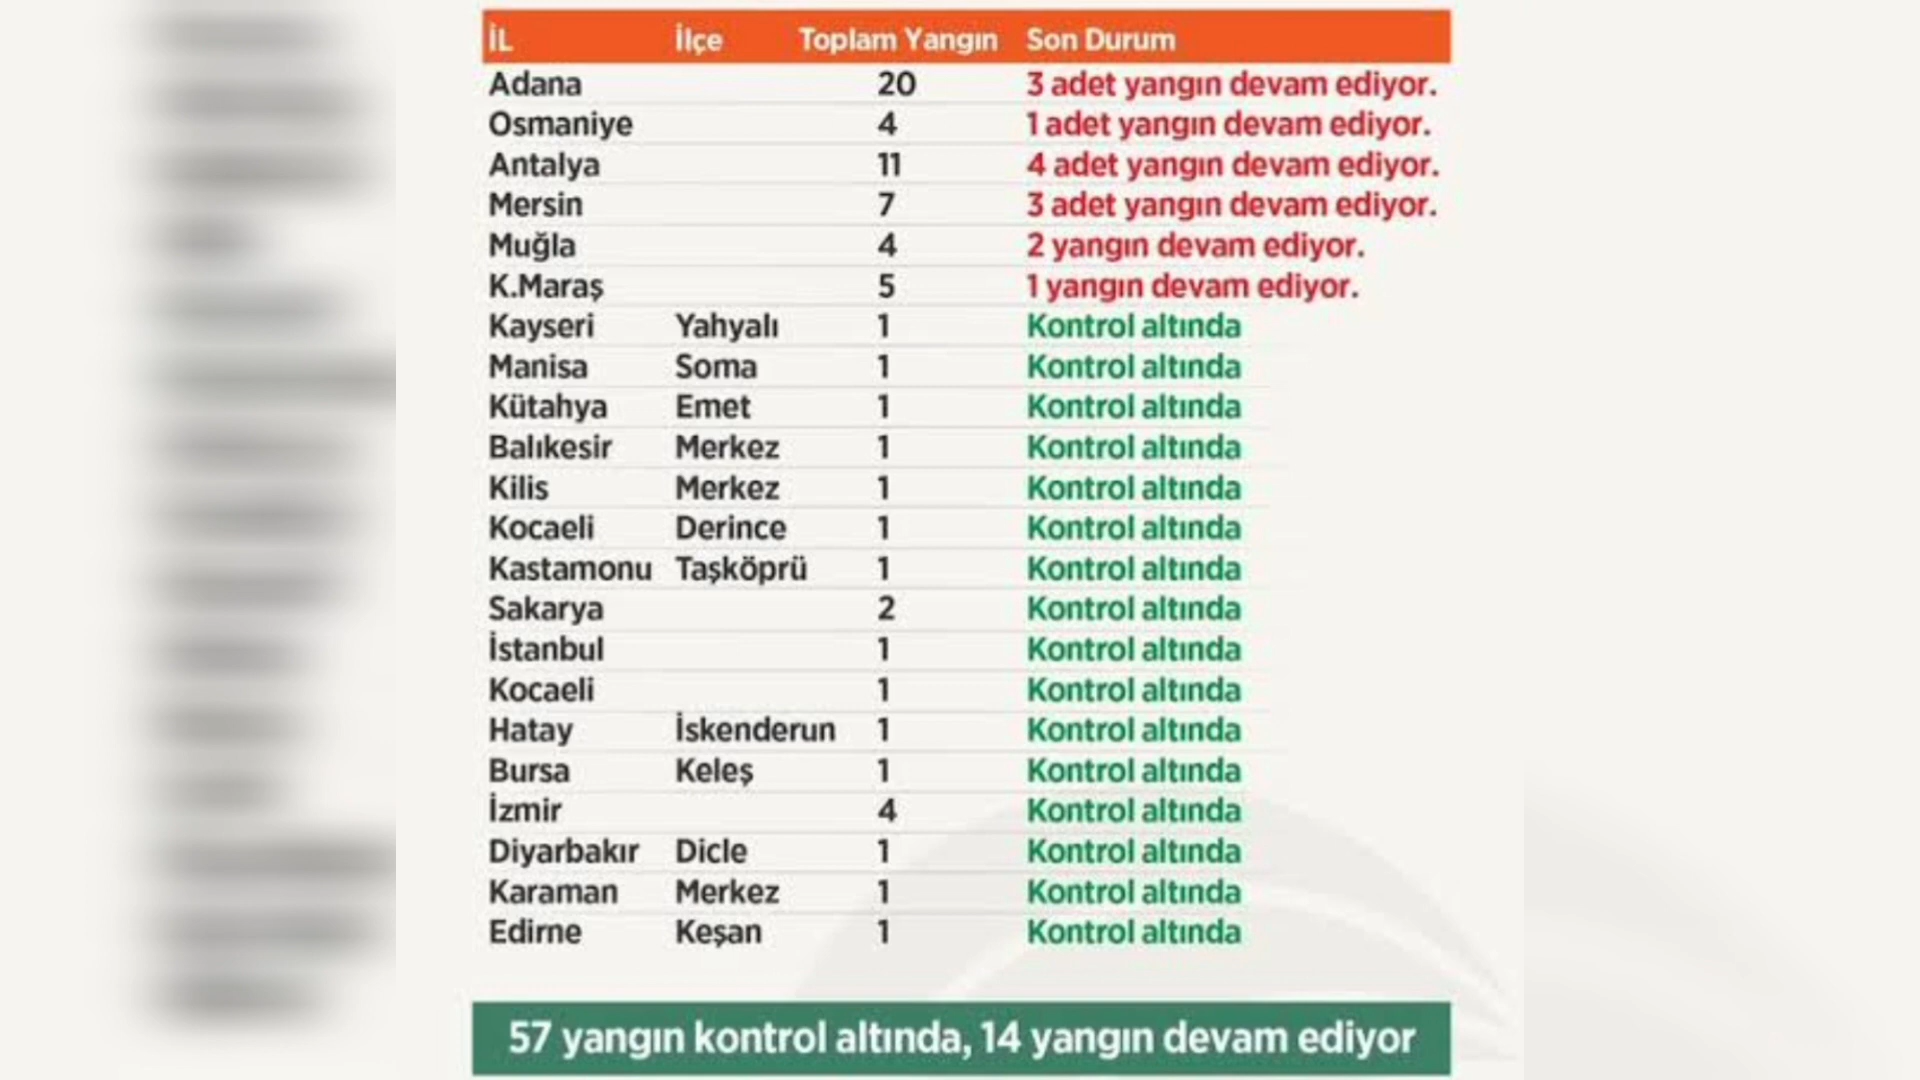 İL İlçe Toplam Yangın Son Durum
Adana 20 3 adet yangın devam ediyor.
Osmaniye 4 1 adet yangın devam ediyor.
Antalya 11 4 adet yangın devam ediyor.
Mersin 7 3 adet yangın devam ediyor.
Muğla 4 2 yangın devam ediyor.
K.Maraş 5 1 yangın devam ediyor.
Kayseri Yahyalı 1 Kontrol altında
Manisa Soma 1 Kontrol altında
Kütahya Emet 1 Kontrol altında
Balıkesir Merkez 1 Kontrol altında
Kilis Merkez 1 Kontrol altında
Kocaeli Derince 1 Kontrol altında
Kastamonu Taşköprü 1 Kontrol altında
Sakarya 2 Kontrol altında
İstanbul 1 Kontrol altında
Kocaeli 1 Kontrol altında
Hatay İskenderun 1 Kontrol altında
Bursa Keleş 1 Kontrol altında
İzmir 4 Kontrol altında
Diyarbakır Dicle 1 Kontrol altında
Karaman Merkez 1 Kontrol altında
Edirne Keşan 1 Kontrol altında
57 yangın kontrol altında, 14 yangın devam ediyor